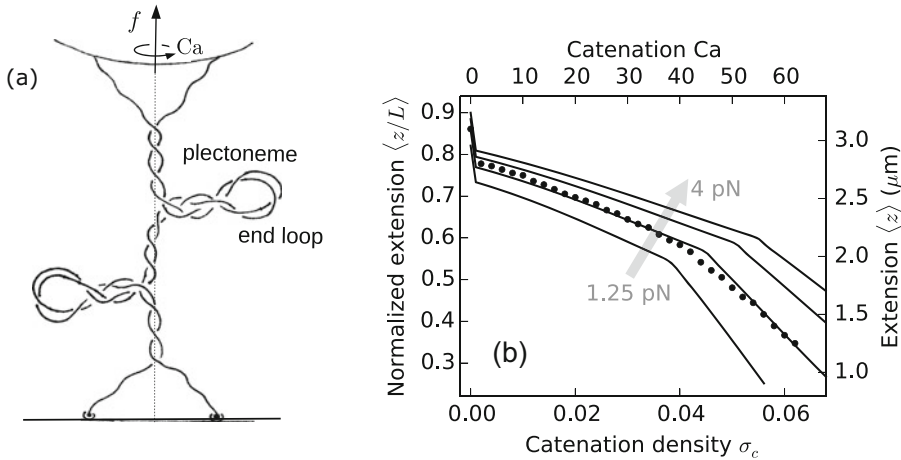 (a)
f
Ca
plectoneme
end loop
Catenation Ca
0 10 20 30 40 50 60
Normalized extension ⟨z/L⟩
0.9
0.8
0.7
0.6
0.5
0.4
0.3
4 pN
1.25 pN
(b)
3.0
2.5
2.0
1.5
1.0
Extension ⟨z⟩ (μm)
0.00 0.02 0.04 0.06
Catenation density σc